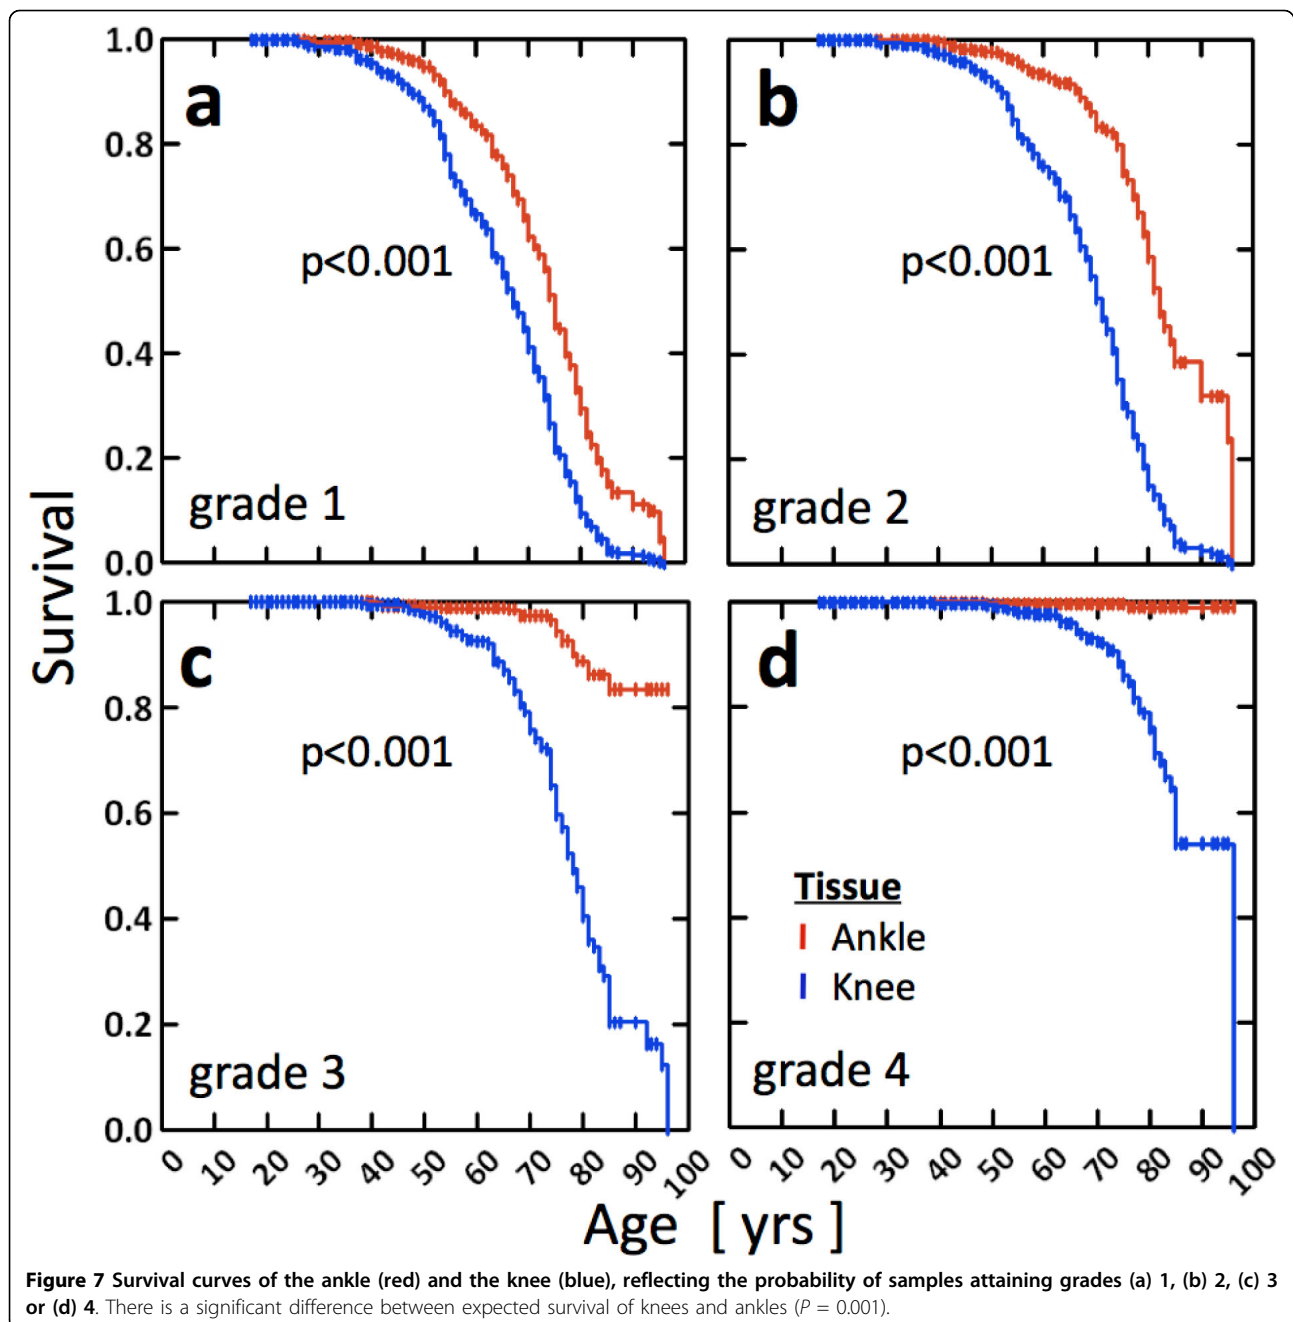 1.0
0.8
0.6
0.4
0.2
0.0
a
p<0.001
grade 1
b
p<0.001
grade 2
Survival
1.0
0.8
0.6
0.4
0.2
0.0
c
p<0.001
grade 3
d
p<0.001
Tissue
Ankle
Knee
grade 4
0 10 20 30 40 50 60 70 80 90 100
0 10 20 30 40 50 60 70 80 90 100
Age [ yrs ]
Figure 7 Survival curves of the ankle (red) and the knee (blue), reflecting the probability of samples attaining grades (a) 1, (b) 2, (c) 3
or (d) 4. There is a significant difference between expected survival of knees and ankles (P = 0.001).